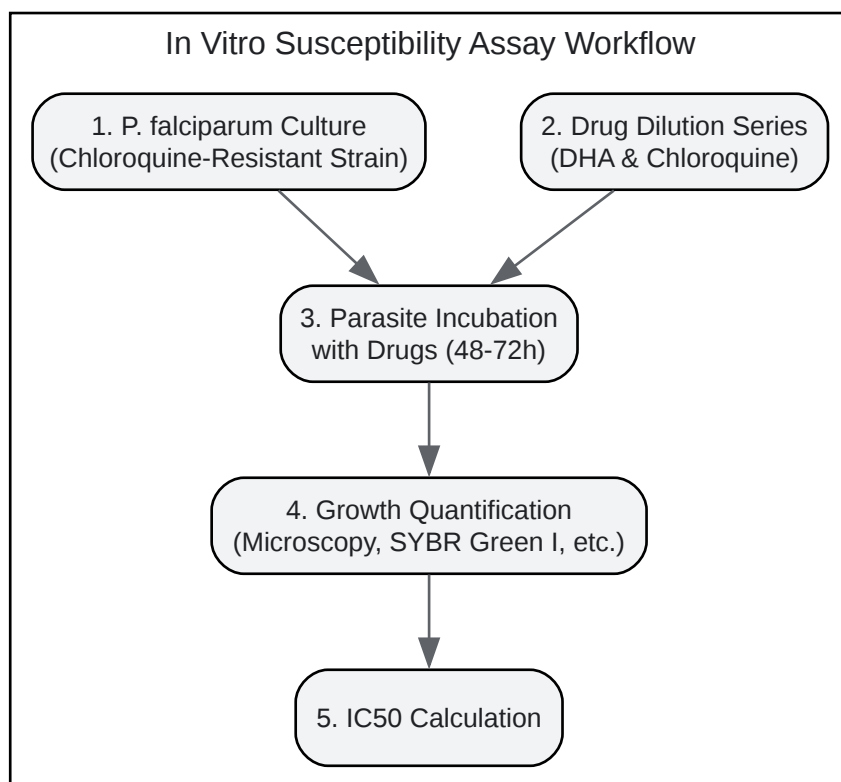 In Vitro Susceptibility Assay Workflow
1. P. falciparum Culture
(Chloroquine-Resistant Strain)
2. Drug Dilution Series
(DHA & Chloroquine)
3. Parasite Incubation
with Drugs (48-72h)
4. Growth Quantification
(Microscopy, SYBR Green I, etc.)
5. IC50 Calculation